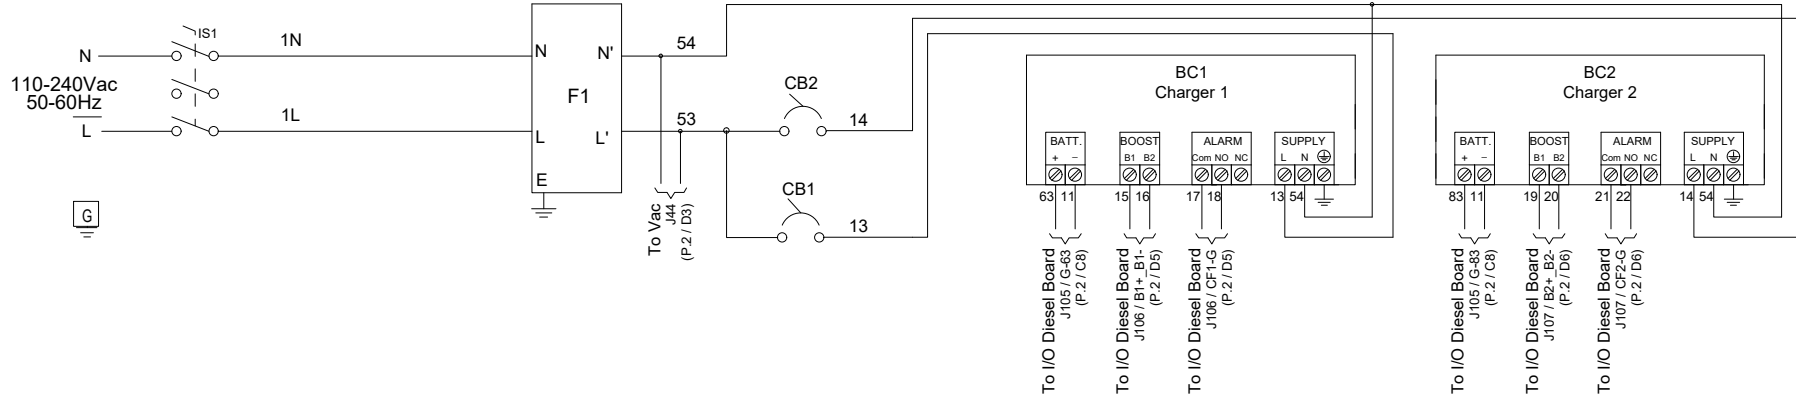 IS1
N
1N
110-240Vac
50-60Hz
L
1L
G
N
N'
F1
L
L'
E
54
53
To Vac
J44
(P.2 / D3)
CB2
14
CB1
13
BC1
Charger 1
BATT.
+ −
BOOST
B1 B2
ALARM
Com NO NC
SUPPLY
L N
63 11
15 16
17 18
13 54
To I/O Diesel Board
J105 / G-63
(P.2 / C8)
To I/O Diesel Board
J106 / B1+_B1-
(P.2 / D5)
To I/O Diesel Board
J106 / CF1-G
(P.2 / D5)
BC2
Charger 2
BATT.
+ −
BOOST
B1 B2
ALARM
Com NO NC
SUPPLY
L N
83 11
19 20
21 22
14 54
To I/O Diesel Board
J105 / G-83
(P.2 / C8)
To I/O Diesel Board
J107 / B2+_B2-
(P.2 / D6)
To I/O Diesel Board
J107 / CF2-G
(P.2 / D6)